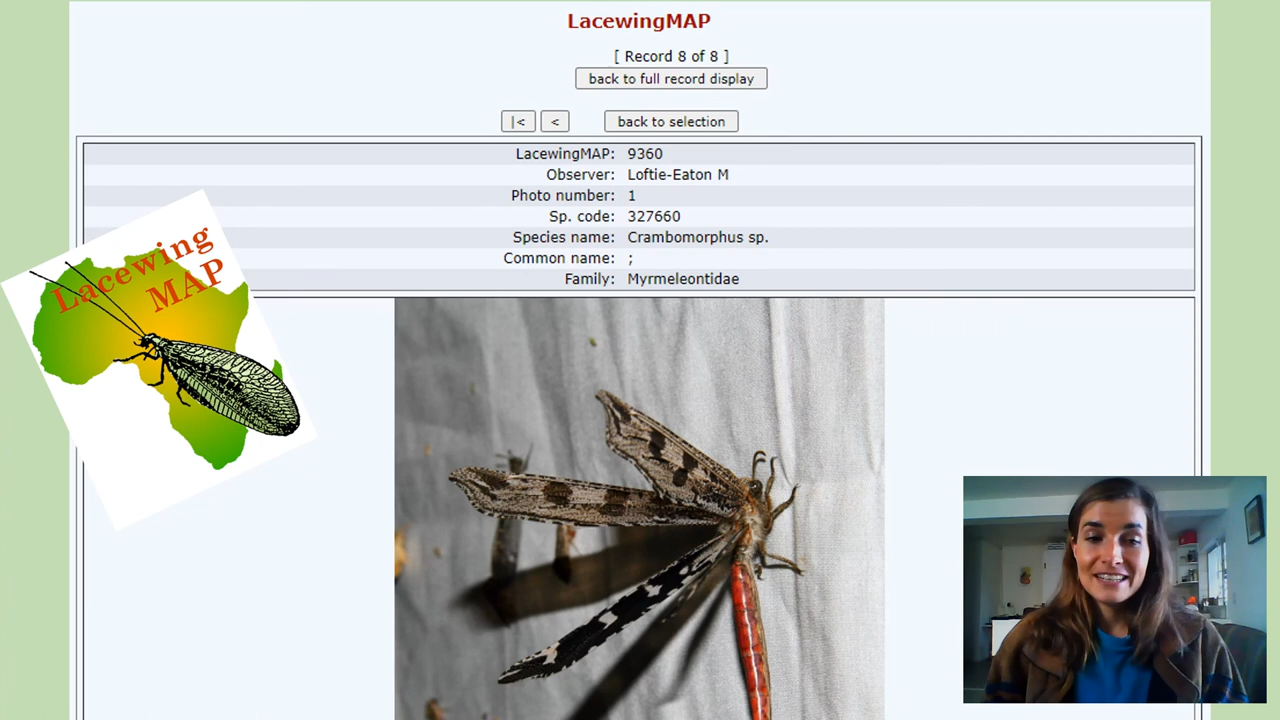 LacewingMAP
[ Record 8 of 8 ]
back to full record display
|< < back to selection
LacewingMAP: 9360
Observer: Loftie-Eaton M
Photo number: 1
Sp. code: 327660
Species name: Crambomorphus sp.
Common name: ;
Family: Myrmeleontidae
Lacewing
MAP